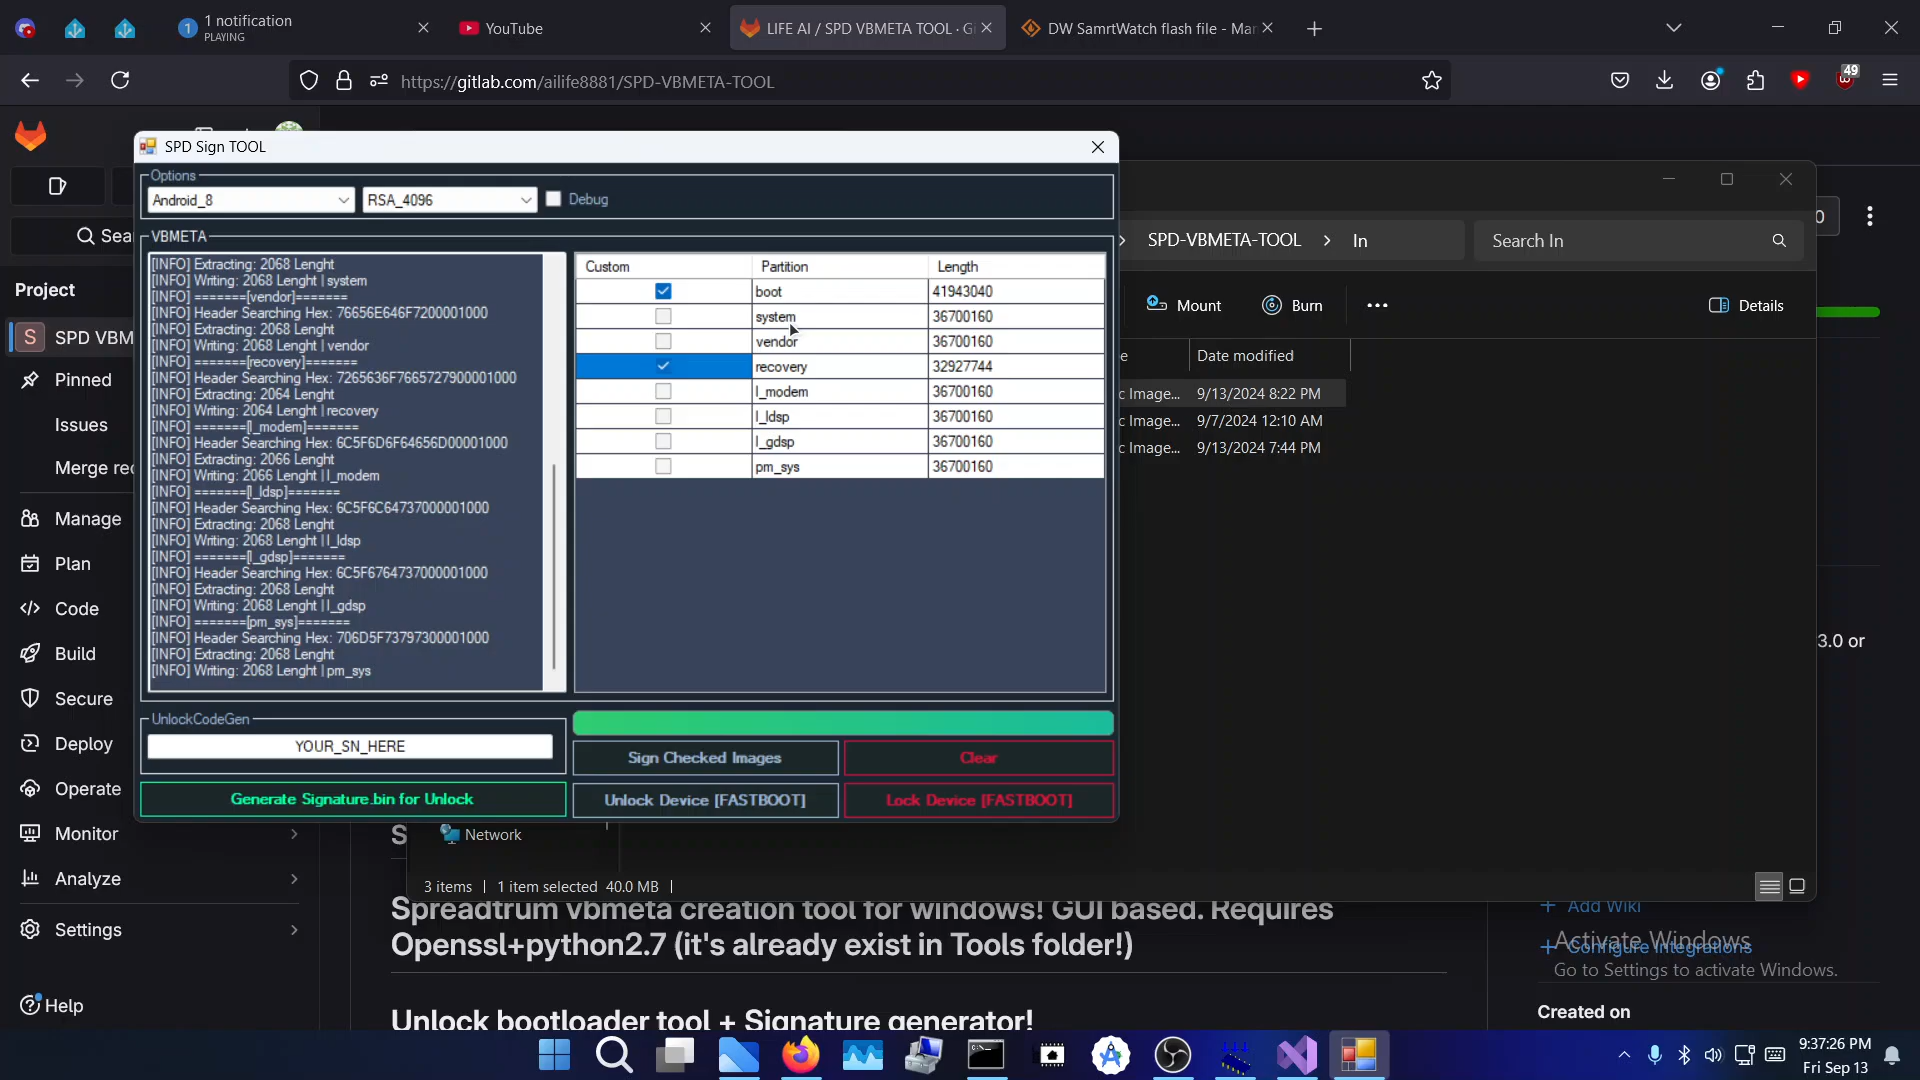 1 notification
PLAYING
YouTube
LIFE AI / SPD VBMETA TOOL · Gi
DW SamrtWatch flash file - Mar
https://gitlab.com/ailife8881/SPD-VBMETA-TOOL
49
SPD Sign TOOL
Options
Android_8
RSA_4096
Debug
VBMETA
[INFO] Extracting: 2068 Lenght
[INFO] Writing: 2068 Lenght | system
[INFO] =======[vendor]=======
[INFO] Header Searching Hex: 76656E646F7200001000
[INFO] Extracting: 2068 Lenght
[INFO] Writing: 2068 Lenght | vendor
[INFO] =======[recovery]=======
[INFO] Header Searching Hex: 7265636F7665727900001000
[INFO] Extracting: 2064 Lenght
[INFO] Writing: 2064 Lenght | recovery
[INFO] =======[l_modem]=======
[INFO] Header Searching Hex: 6C5F6D6F64656D00001000
[INFO] Extracting: 2066 Lenght
[INFO] Writing: 2066 Lenght | l_modem
[INFO] =======[l_ldsp]=======
[INFO] Header Searching Hex: 6C5F6C64737000001000
[INFO] Extracting: 2068 Lenght
[INFO] Writing: 2068 Lenght | l_ldsp
[INFO] =======[l_gdsp]=======
[INFO] Header Searching Hex: 6C5F6764737000001000
[INFO] Extracting: 2068 Lenght
[INFO] Writing: 2068 Lenght | l_gdsp
[INFO] =======[pm_sys]=======
[INFO] Header Searching Hex: 706D5F73797300001000
[INFO] Extracting: 2068 Lenght
[INFO] Writing: 2068 Lenght | pm_sys
Custom Partition Length
boot 41943040
system 36700160
vendor 36700160
recovery 32927744
l_modem 36700160
l_ldsp 36700160
l_gdsp 36700160
pm_sys 36700160
UnlockCodeGen
YOUR_SN_HERE
Generate Signature.bin for Unlock
Sign Checked Images
Clear
Unlock Device [FASTBOOT]
Lock Device [FASTBOOT]
Sea
Project
S SPD VBM
Pinned
Issues
Merge rec
Manage
Plan
Code
Build
Secure
Deploy
Operate
Monitor
Analyze
Settings
Help
SPD-VBMETA-TOOL > In
Search In
Mount
Burn
Details
e
Date modified
c Image... 9/13/2024 8:22 PM
c Image... 9/7/2024 12:10 AM
c Image... 9/13/2024 7:44 PM
0
3.0 or
S
Network
3 items 1 item selected 40.0 MB
Spreadtrum vbmeta creation tool for windows! GUI based. Requires
Openssl+python2.7 (it's already exist in Tools folder!)
Unlock bootloader tool + Signature generator!
Add Wiki
Configure Integrations
Activate Windows
Go to Settings to activate Windows.
Created on
9:37:26 PM
Fri Sep 13